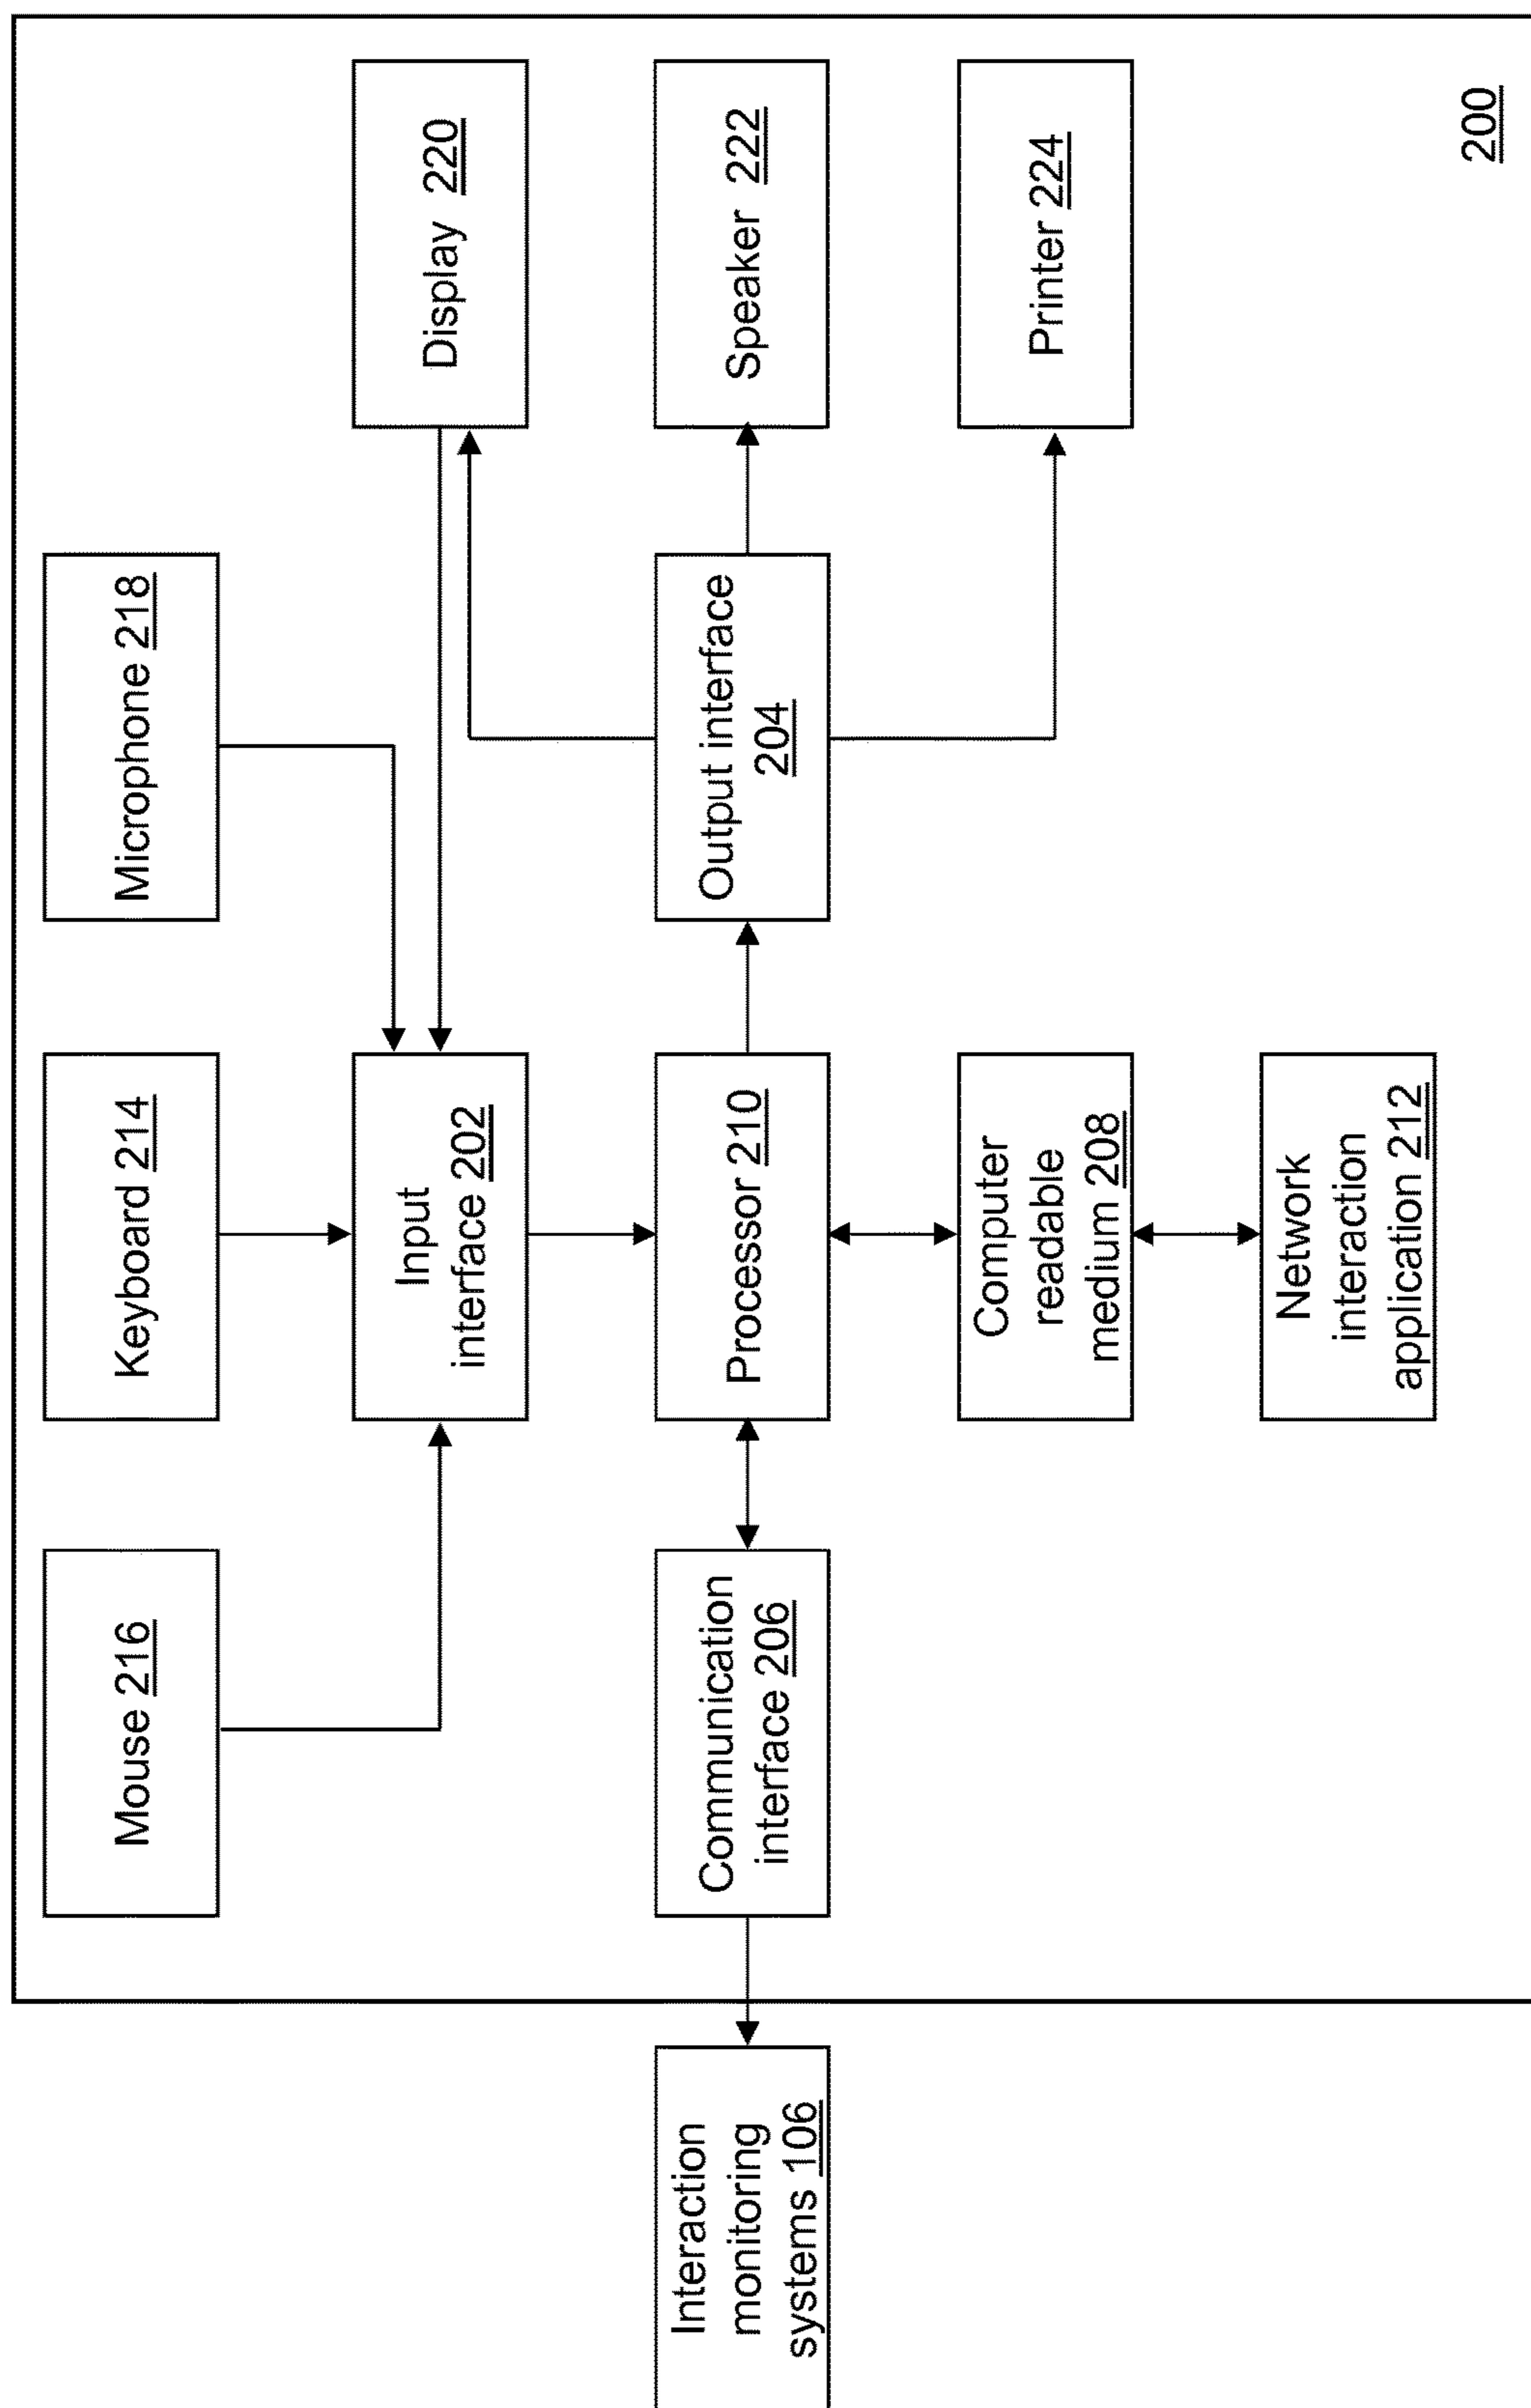 Mouse 216
Keyboard 214
Microphone 218
Input
interface 202
Display 220
Interaction
monitoring
systems 106
Communication
interface 206
Processor 210
Output interface
204
Speaker 222
Computer
readable
medium 208
Printer 224
Network
interaction
application 212
200